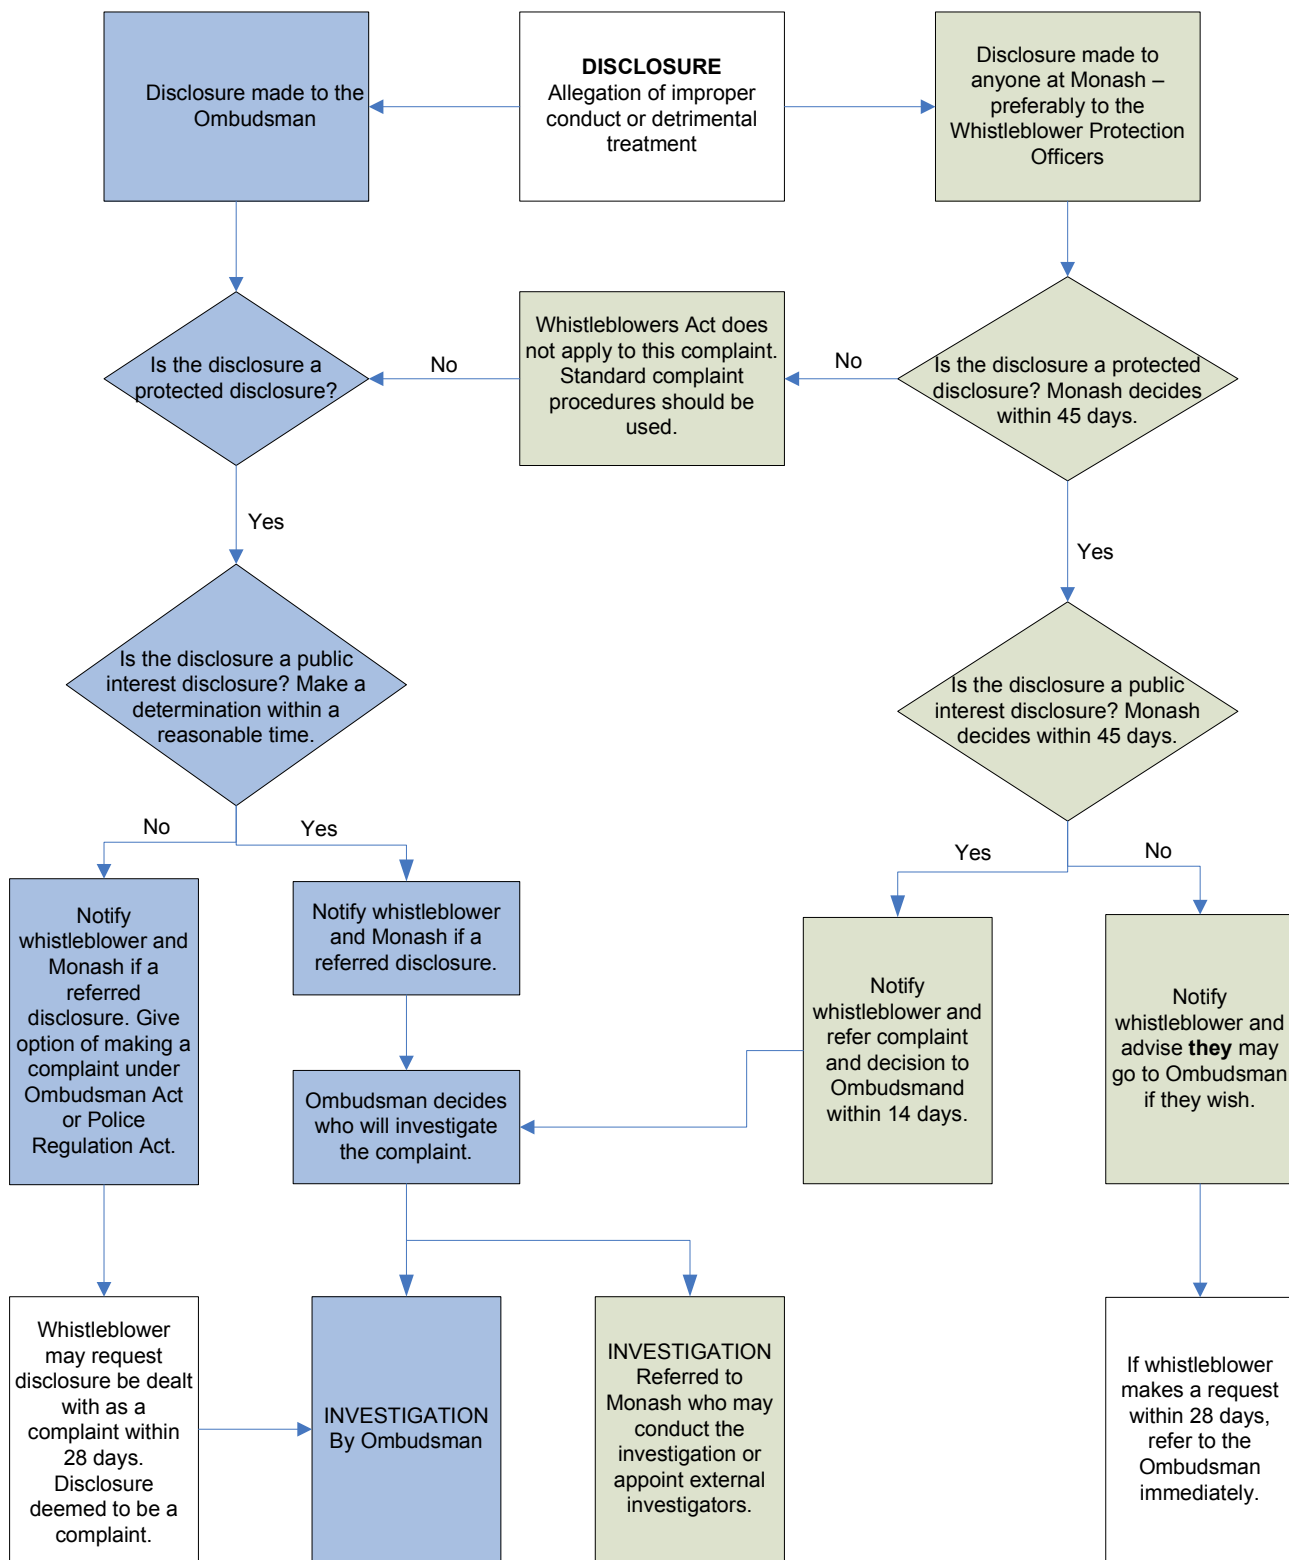 Disclosure made to the
Ombudsman
DISCLOSURE
Allegation of improper
conduct or detrimental
treatment
Disclosure made to
anyone at Monash –
preferably to the
Whistleblower Protection
Officers
Is the disclosure a
protected disclosure?
No
Whistleblowers Act does
not apply to this complaint.
Standard complaint
procedures should be
used.
No
Is the disclosure a protected
disclosure? Monash decides
within 45 days.
Yes
Yes
Is the disclosure a public
interest disclosure? Make a
determination within a
reasonable time.
Is the disclosure a public
interest disclosure? Monash
decides within 45 days.
No
Yes
Yes
No
Notify
whistleblower and
Monash if a
referred
disclosure. Give
option of making a
complaint under
Ombudsman Act
or Police
Regulation Act.
Notify whistleblower
and Monash if a
referred disclosure.
Ombudsman decides
who will investigate
the complaint.
Notify
whistleblower and
refer complaint
and decision to
Ombudsmand
within 14 days.
Notify
whistleblower and
advise they may
go to Ombudsman
if they wish.
Whistleblower
may request
disclosure be dealt
with as a
complaint within
28 days.
Disclosure
deemed to be a
complaint.
INVESTIGATION
By Ombudsman
INVESTIGATION
Referred to
Monash who may
conduct the
investigation or
appoint external
investigators.
If whistleblower
makes a request
within 28 days,
refer to the
Ombudsman
immediately.